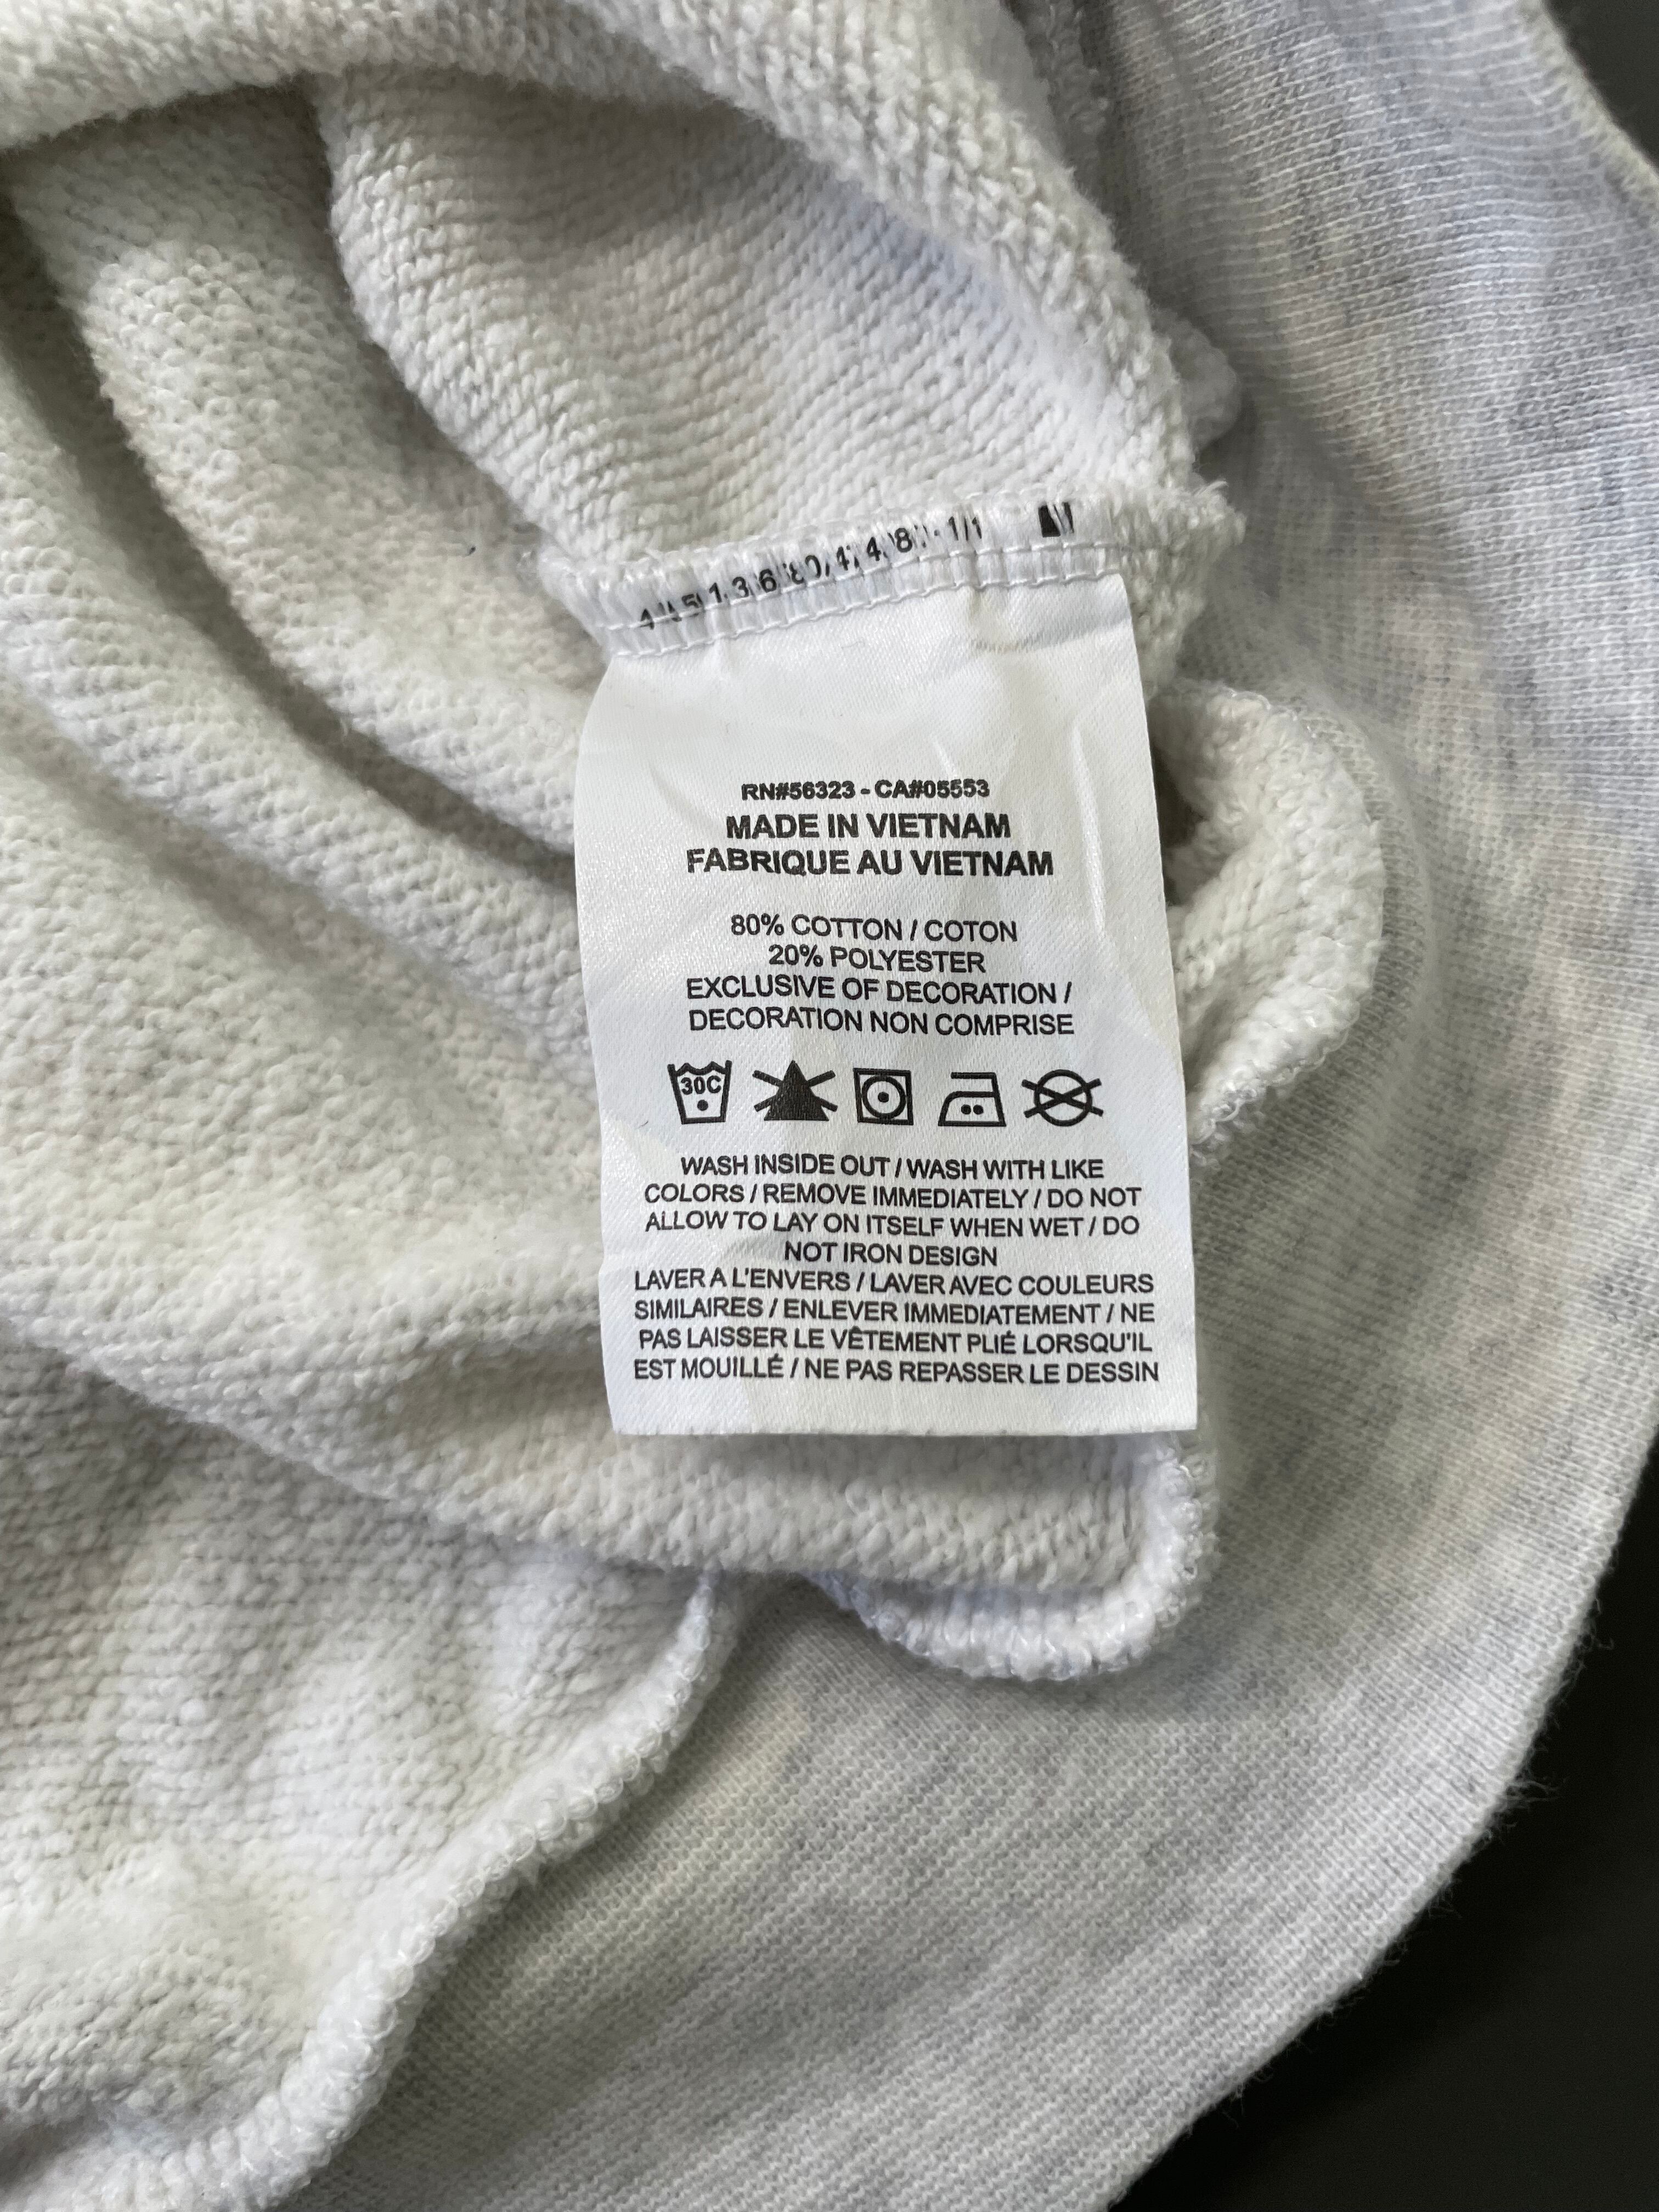 RN#56323 - CA#05553
MADE IN VIETNAM
FABRIQUE AU VIETNAM
80% COTTON / COTON
20% POLYESTER
EXCLUSIVE OF DECORATION /
DECORATION NON COMPRISE
30C
WASH INSIDE OUT / WASH WITH LIKE
COLORS / REMOVE IMMEDIATELY / DO NOT
ALLOW TO LAY ON ITSELF WHEN WET / DO
NOT IRON DESIGN
LAVER A L'ENVERS / LAVER AVEC COULEURS
SIMILAIRES / ENLEVER IMMEDIATEMENT / NE
PAS LAISSER LE VÊTEMENT PLIÉ LORSQU'IL
EST MOUILLÉ / NE PAS REPASSER LE DESSIN